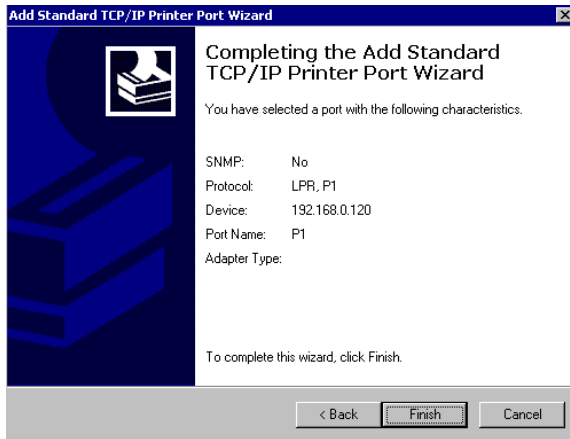 Add Standard TCP/IP Printer Port Wizard
Completing the Add Standard
TCP/IP Printer Port Wizard
You have selected a port with the following characteristics.
SNMP: No
Protocol: LPR, P1
Device: 192.168.0.120
Port Name: P1
Adapter Type:
To complete this wizard, click Finish.
< Back Finish Cancel